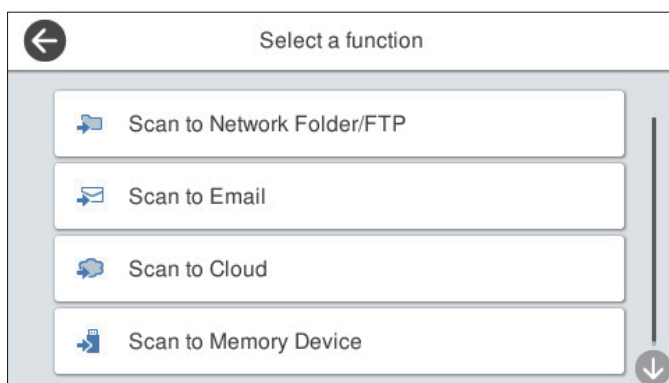 Select a function
Scan to Network Folder/FTP
Scan to Email
Scan to Cloud
Scan to Memory Device